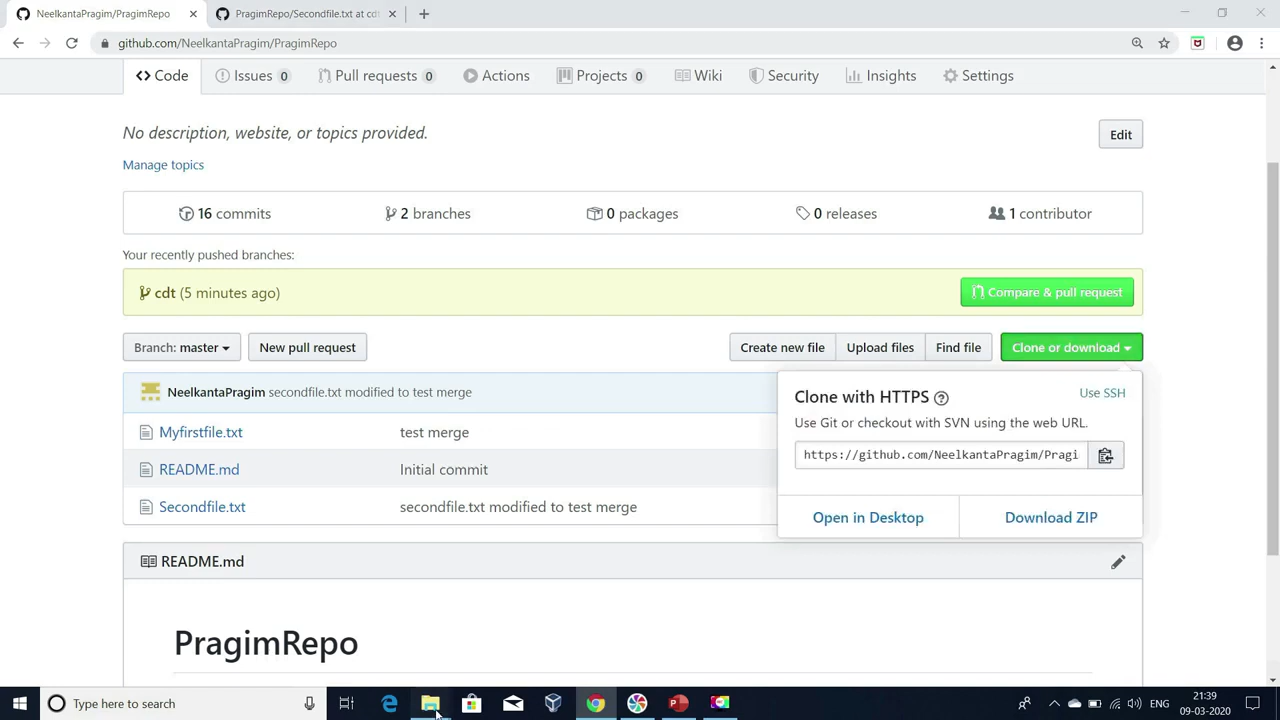 NeelkantaPragim/PragimRepo
PragimRepo/Secondfile.txt at cdt
github.com/NeelkantaPragim/PragimRepo
Code
Issues 0
Pull requests 0
Actions
Projects 0
Wiki
Security
Insights
Settings
No description, website, or topics provided.
Edit
Manage topics
16 commits
2 branches
0 packages
0 releases
1 contributor
Your recently pushed branches:
cdt (5 minutes ago)
Compare & pull request
Branch: master
New pull request
Create new file
Upload files
Find file
Clone or download
NeelkantaPragim secondfile.txt modified to test merge
Myfirstfile.txt test merge
README.md Initial commit
Secondfile.txt secondfile.txt modified to test merge
Clone with HTTPS
Use SSH
Use Git or checkout with SVN using the web URL.
https://github.com/NeelkantaPragim/Pragi
Open in Desktop
Download ZIP
README.md
PragimRepo
Type here to search
ENG
21:39
09-03-2020